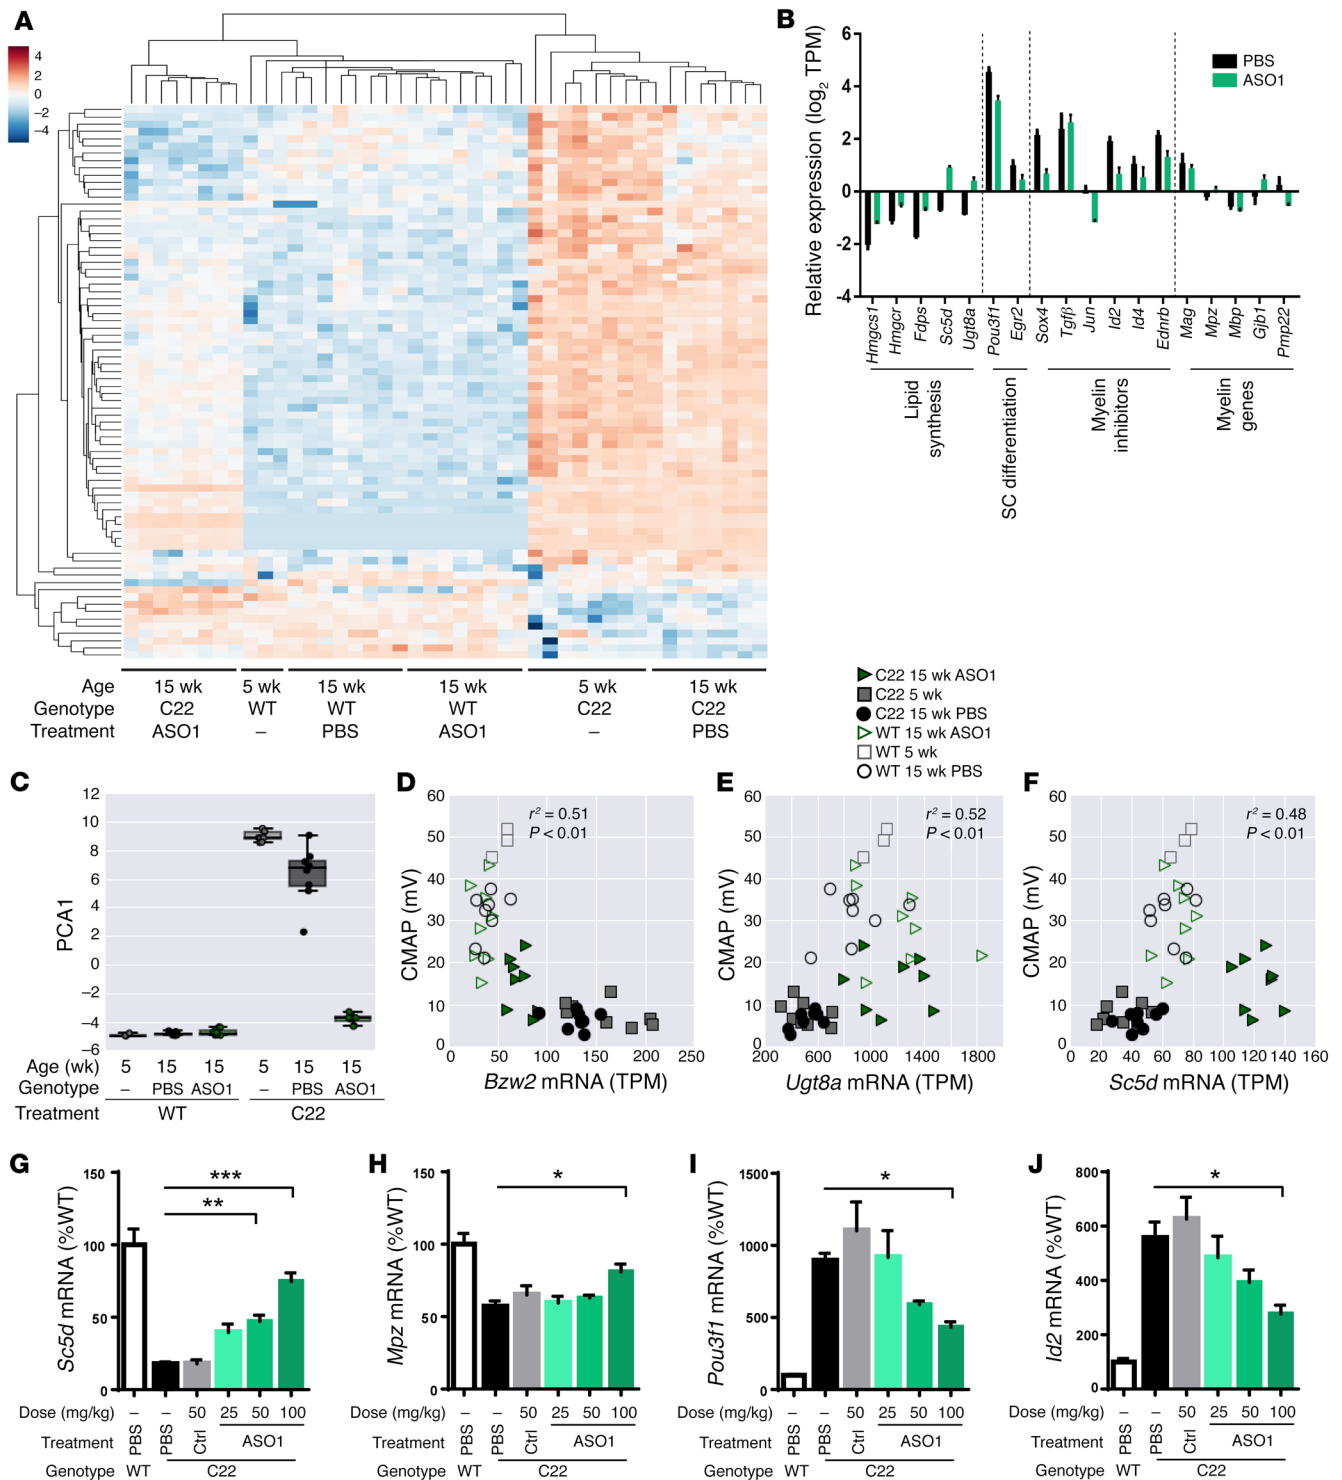 A
4
2
0
−2
−4
Age 15 wk 5 wk 15 wk 15 wk 5 wk 15 wk
Genotype C22 WT WT WT C22 C22
Treatment ASO1 – PBS ASO1 – PBS
B
Relative expression (log2 TPM)
6
4
2
0
-2
-4
PBS
ASO1
Hmgcs1 Hmgcr Fdps Sc5d Ugt8a Pou3f1 Egr2 Sox4 Tgfβ Jun Id2 Id4 Ednrb Mag Mpz Mbp Gjb1 Pmp22
Lipid
synthesis
SC differentiation
Myelin
inhibitors
Myelin
genes
C22 15 wk ASO1
C22 5 wk
C22 15 wk PBS
WT 15 wk ASO1
WT 5 wk
WT 15 wk PBS
C
PCA1
12
10
8
6
4
2
0
−2
−4
−6
Age (wk) 5 15 15 5 15 15
Genotype – PBS ASO1 – PBS ASO1
Treatment WT C22
D
CMAP (mV)
60
50
40
30
20
10
0
r2 = 0.51
P < 0.01
0 50 100 150 200 250
Bzw2 mRNA (TPM)
E
CMAP (mV)
60
50
40
30
20
10
0
r2 = 0.52
P < 0.01
200 600 1000 1400 1800
Ugt8a mRNA (TPM)
F
CMAP (mV)
60
50
40
30
20
10
0
r2 = 0.48
P < 0.01
0 20 40 60 80 100 120 140 160
Sc5d mRNA (TPM)
G
Sc5d mRNA (%WT)
150
100
50
0
***
**
Dose (mg/kg) – – 50 25 50 100
Treatment PBS PBS Ctrl ASO1
Genotype WT C22
H
Mpz mRNA (%WT)
150
100
50
0
*
Dose (mg/kg) – – 50 25 50 100
Treatment PBS PBS Ctrl ASO1
Genotype WT C22
I
Pou3f1 mRNA (%WT)
1500
1000
500
0
*
Dose (mg/kg) – – 50 25 50 100
Treatment PBS PBS Ctrl ASO1
Genotype WT C22
J
Id2 mRNA (%WT)
800
600
400
200
0
*
Dose (mg/kg) – – 50 25 50 100
Treatment PBS PBS Ctrl ASO1
Genotype WT C22